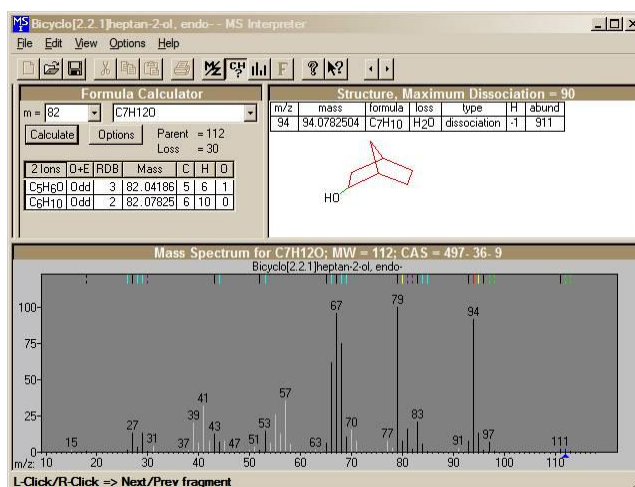 Bicyclo[2.2.1]heptan-2-ol, endo- - MS Interpreter
File Edit View Options Help
Formula Calculator
m = 82 C7H12O
Calculate Options Parent = 112
Loss = 30
2 Ions O+E RDB Mass C H O
C5H6O Odd 3 82.04186 5 6 1
C6H10 Odd 2 82.07825 6 10 0
Structure, Maximum Dissociation = 90
m/z mass formula loss type H abund
94 94.0782504 C7H10 H2O dissociation -1 911
HO
Mass Spectrum for C7H12O; MW = 112; CAS = 497- 36- 9
Bicyclo[2.2.1]heptan-2-ol, endo-
100-
75-
50-
25-
0
15 27 31 37 39 41 43 47 51 53 57 63 67 70 77 79 83 91 94 97 111
m/z: 10 20 30 40 50 60 70 80 90 100 110
L-Click/R-Click => Next/Prev fragment